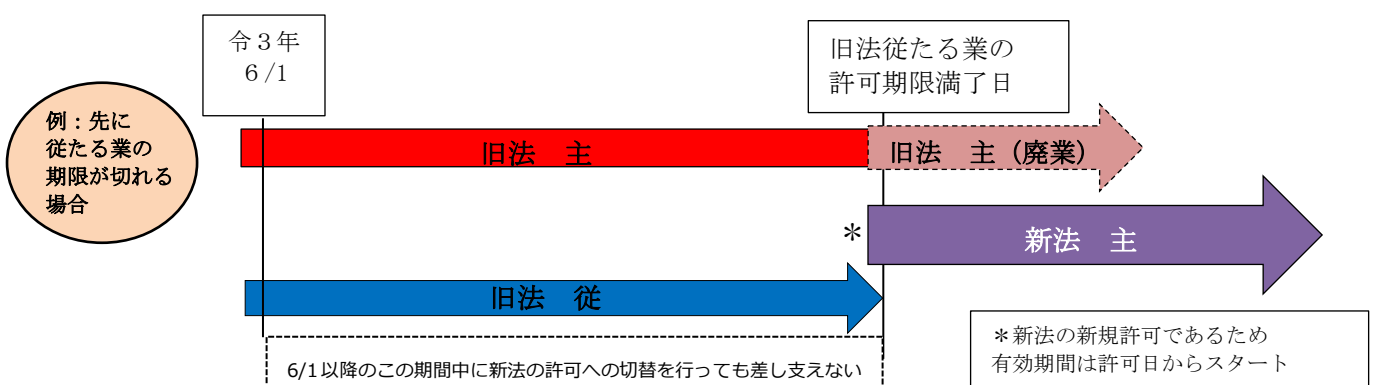 令３年
６/1
旧法従たる業の
許可期限満了日
例：先に
従たる業の
期限が切れる
場合
旧法　主
旧法　主（廃業）
＊
新法　主
旧法　従
6/1以降のこの期間中に新法の許可への切替を行っても差し支えない
＊新法の新規許可であるため
有効期間は許可日からスタート